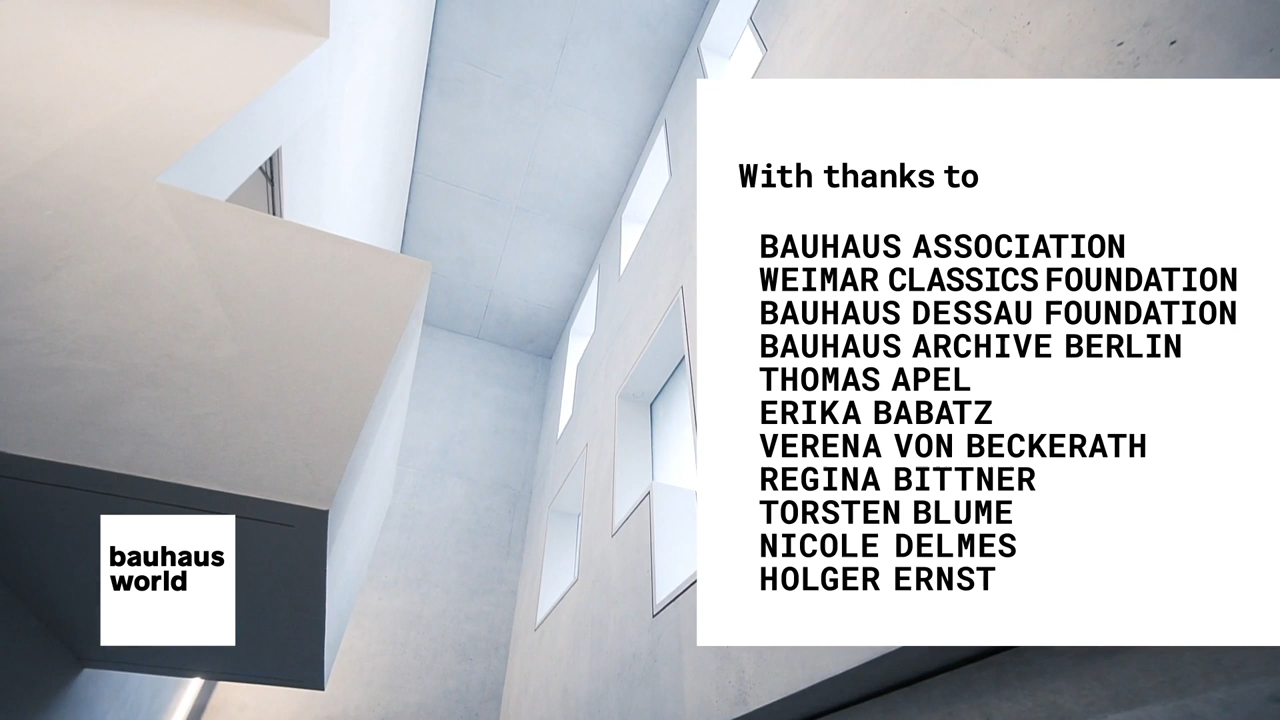 With thanks to
BAUHAUS ASSOCIATION
WEIMAR CLASSICS FOUNDATION
BAUHAUS DESSAU FOUNDATION
BAUHAUS ARCHIVE BERLIN
THOMAS APEL
ERIKA BABATZ
VERENA VON BECKERATH
REGINA BITTNER
TORSTEN BLUME
NICOLE DELMES
HOLGER ERNST
bauhaus
world